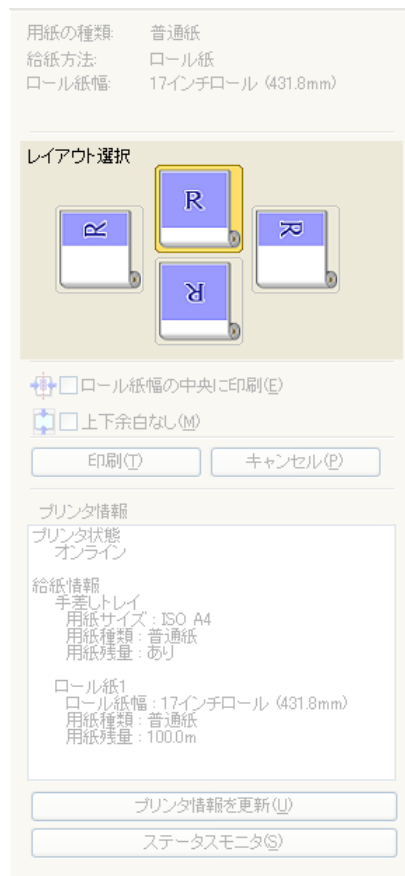 用紙の種類: 普通紙
給紙方法: ロール紙
ロール紙幅: 17インチロール (431.8mm)
レイアウト選択
R
R
R
R
ロール紙幅の中央に印刷(E)
上下余白なし(M)
印刷(T) キャンセル(P)
プリンタ情報
プリンタ状態
オンライン
給紙情報
手差しトレイ
用紙サイズ : ISO A4
用紙種類 : 普通紙
用紙残量 : あり
ロール紙1
ロール紙幅 : 17インチロール (431.8mm)
用紙種類 : 普通紙
用紙残量 : 100.0m
プリンタ情報を更新(U)
ステータスモニタ(S)